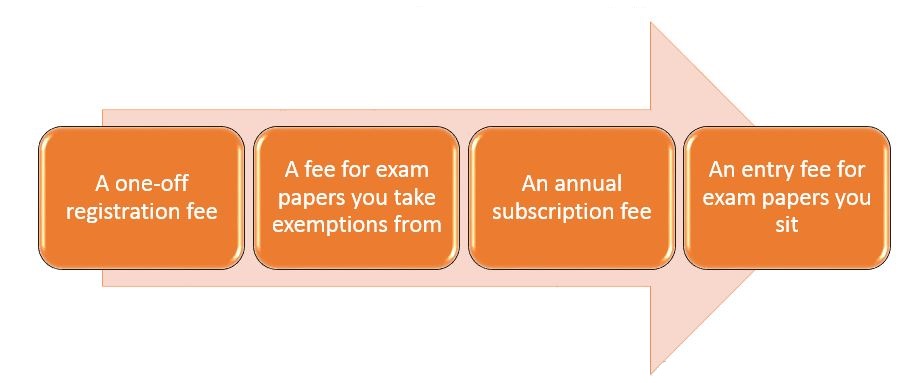 A one-off
registration fee
A fee for exam
papers you take
exemptions from
An annual
subscription fee
An entry fee for
exam papers you
sit